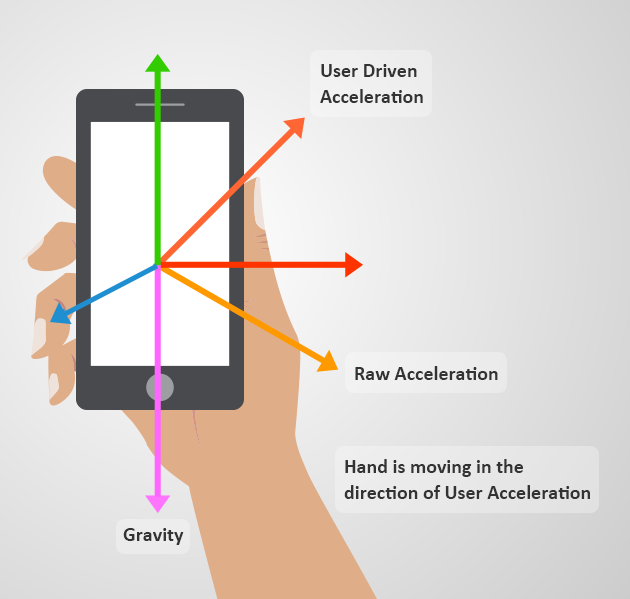 User Driven
Acceleration
Raw Acceleration
Hand is moving in the
direction of User Acceleration
Gravity